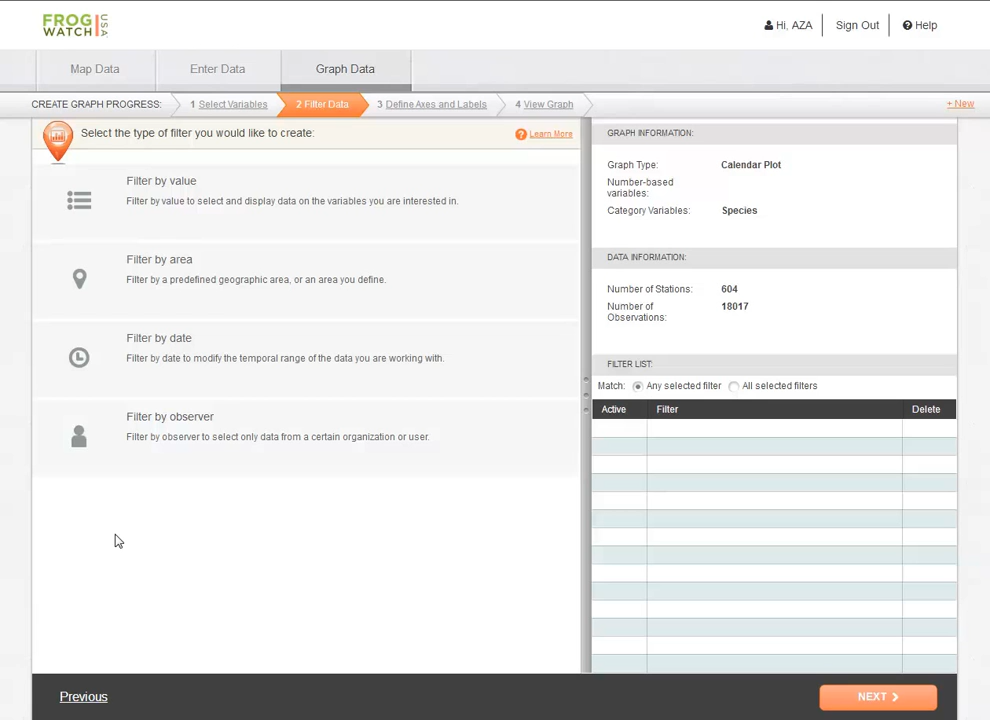 FROG WATCH USA
Hi, AZA
Sign Out
Help
Map Data
Enter Data
Graph Data
CREATE GRAPH PROGRESS:
1 Select Variables
2 Filter Data
3 Define Axes and Labels
4 View Graph
+ New
Select the type of filter you would like to create:
? Learn More
Filter by value
Filter by value to select and display data on the variables you are interested in.
Filter by area
Filter by a predefined geographic area, or an area you define.
Filter by date
Filter by date to modify the temporal range of the data you are working with.
Filter by observer
Filter by observer to select only data from a certain organization or user.
GRAPH INFORMATION:
Graph Type: Calendar Plot
Number-based
variables:
Category Variables: Species
DATA INFORMATION:
Number of Stations: 604
Number of 18017
Observations:
FILTER LIST:
Match: Any selected filter All selected filters
Active Filter Delete
Previous
NEXT